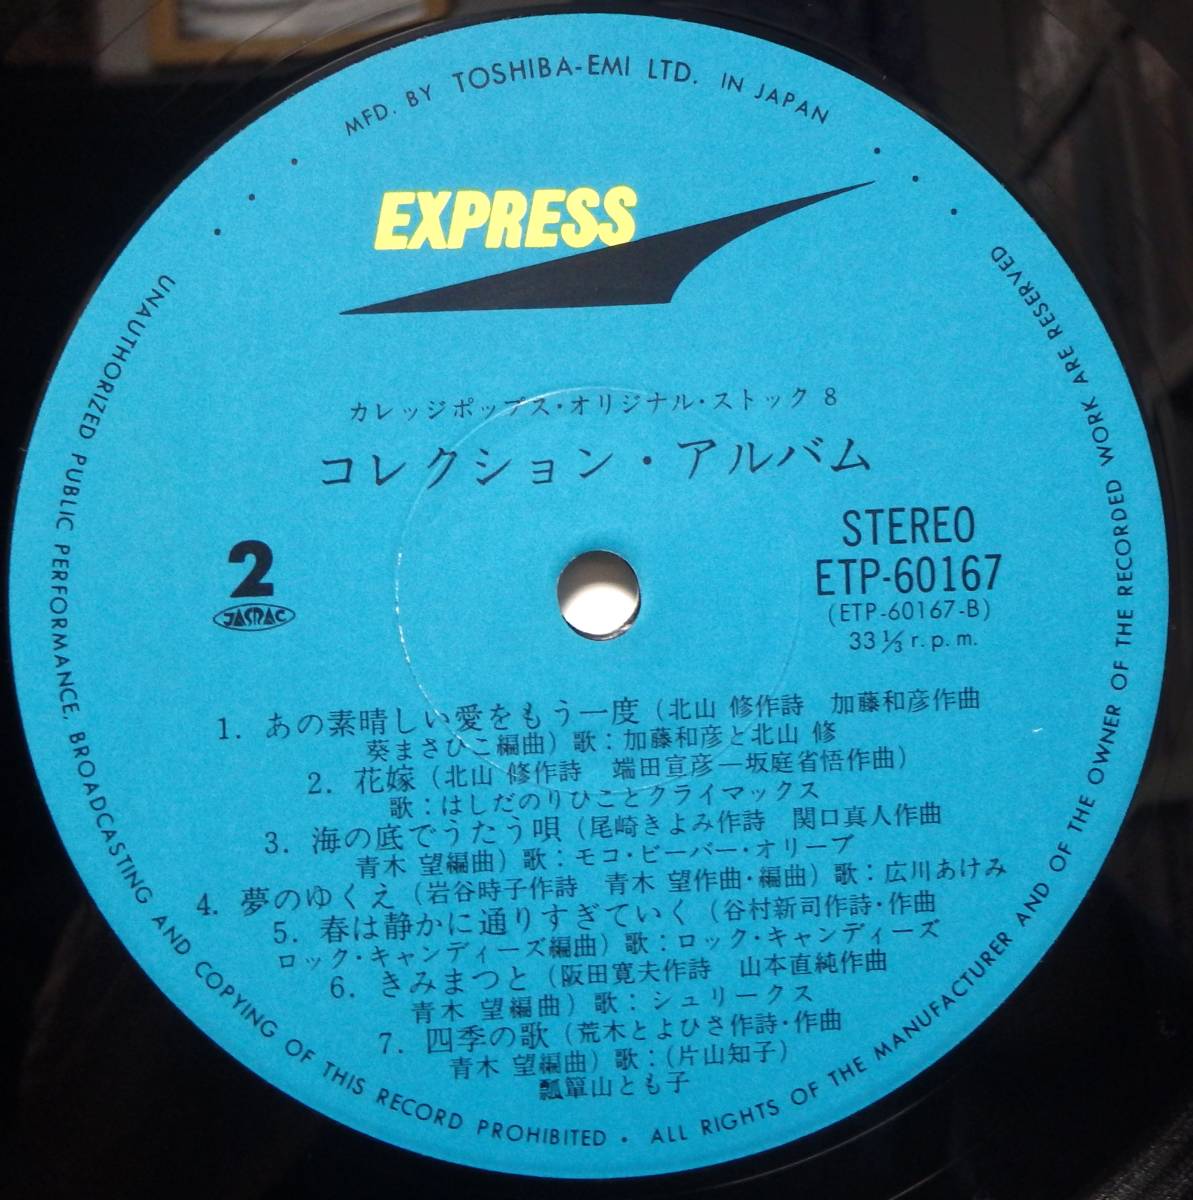 MFD. BY TOSHIBA-EMI LTD. IN JAPAN
EXPRESS
カレッジポップス・オリジナル・ストック 8
コレクション・アルバム
STEREO
ETP-60167
(ETP-60167-B)
33⅓ r.p.m.
2
JASRAC
1. あの素晴しい愛をもう一度 (北山 修作詩 加藤和彦作曲
葵まさひこ編曲) 歌:加藤和彦と北山 修
2. 花嫁 (北山 修作詩 端田宣彦—坂庭省悟作曲)
歌:はしだのりひことクライマックス
3. 海の底でうたう唄 (尾崎きよみ作詩 関口真人作曲
青木 望編曲) 歌:モコ・ビーバー・オリーブ
4. 夢のゆくえ (岩谷時子作詩 青木 望作曲・編曲) 歌:広川あけみ
5. 春は静かに通りすぎていく (谷村新司作詩・作曲
ロック・キャンディーズ編曲) 歌:ロック・キャンディーズ
6. きみまつと (阪田寛夫作詩 山本直純作曲
青木 望編曲) 歌:シュリークス
7. 四季の歌 (荒木とよひさ作詩・作曲
青木 望編曲) 歌:(片山知子)
瓢箪山とも子
UNAUTHORIZED PUBLIC PERFORMANCE, BROADCASTING AND COPYING OF THIS RECORD PROHIBITED • ALL RIGHTS OF THE MANUFACTURER AND OF THE OWNER OF THE RECORDED WORK ARE RESERVED